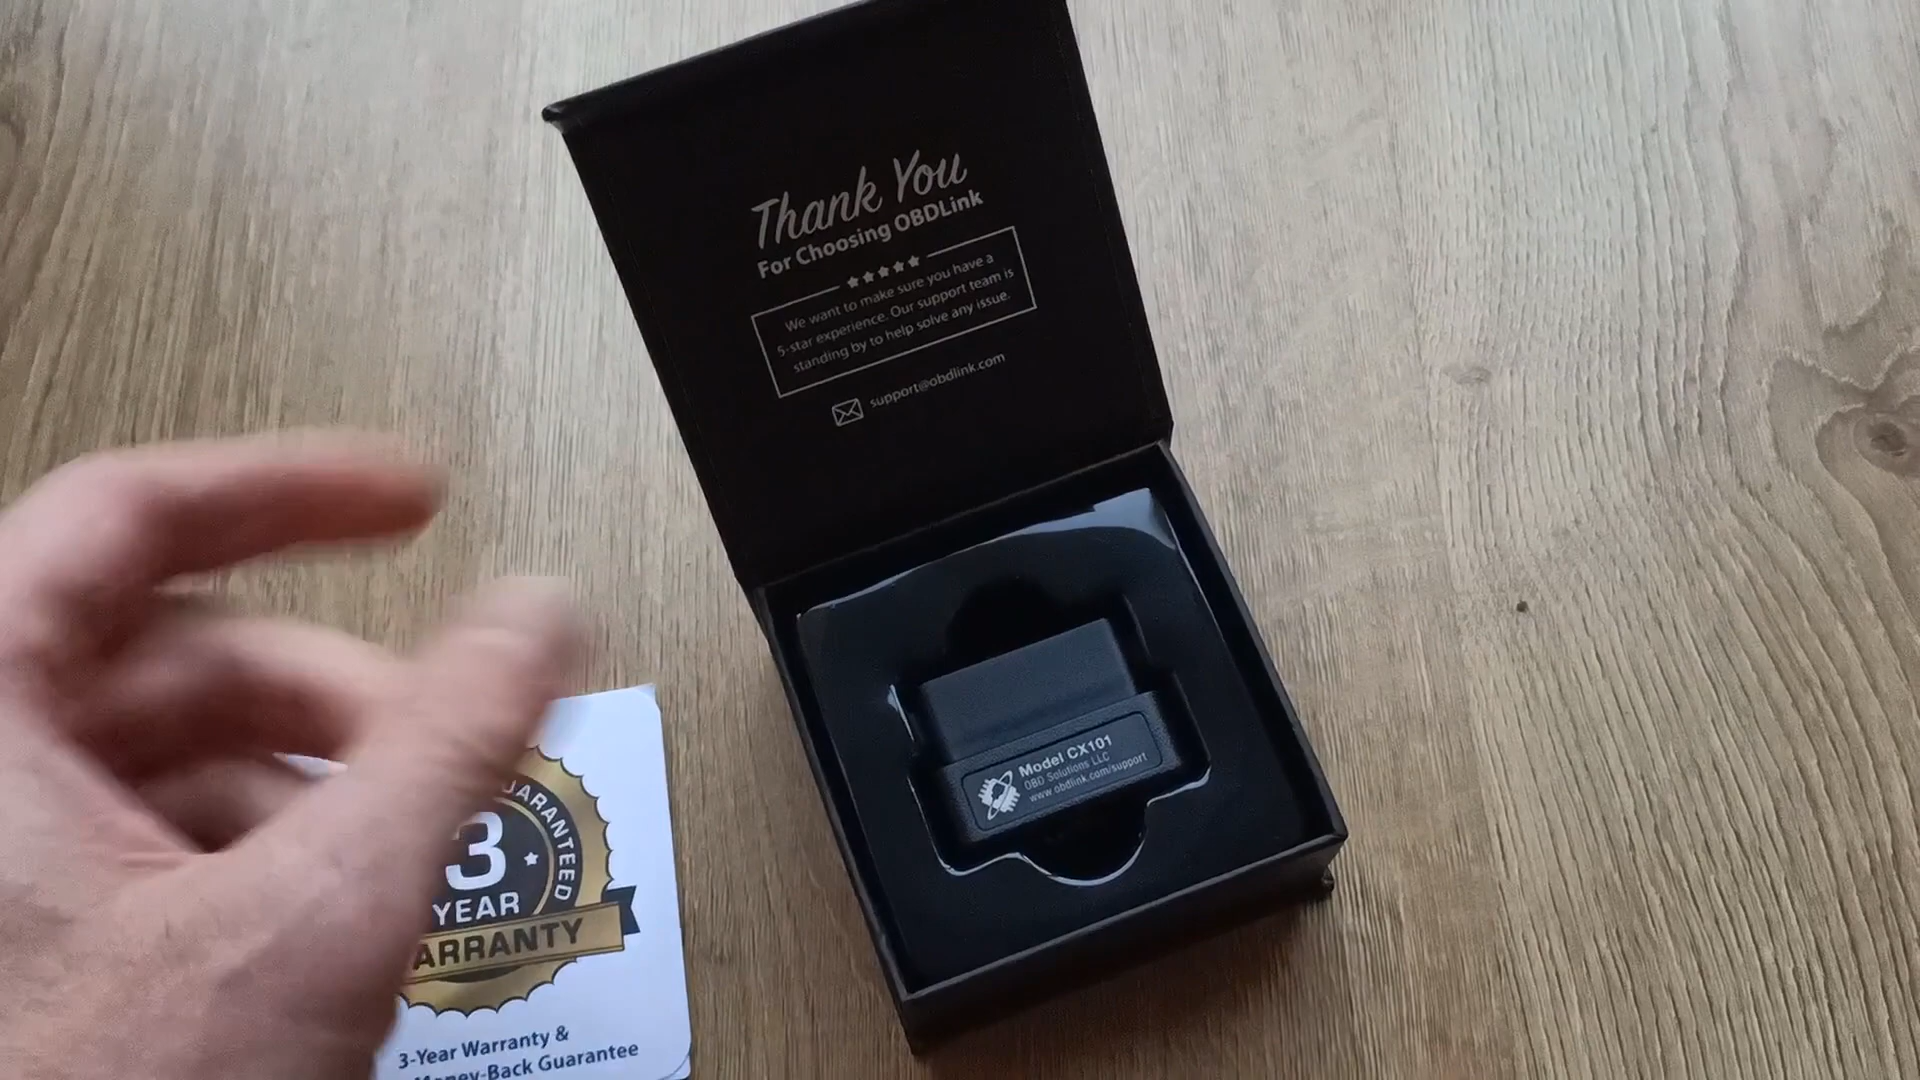 Thank You
For Choosing OBDLink
We want to make sure you have a
5-star experience. Our support team is
standing by to help solve any issue.
support@obdlink.com
Model CX101
OBD Solutions LLC
www.obdlink.com/support
GUARANTEED
3
YEAR
ARRANTY
3-Year Warranty &
Money-Back Guarantee